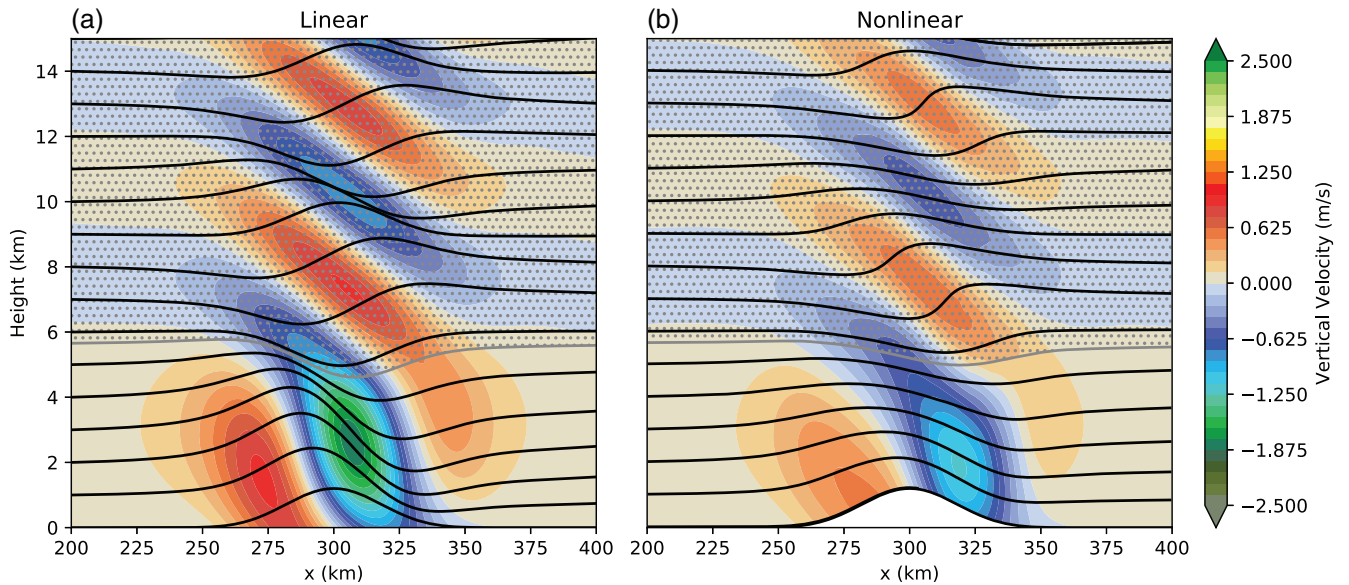 (a) Linear
(b) Nonlinear
Height (km)
14
12
10
8
6
4
2
0
200 225 250 275 300 325 350 375 400
x (km)
200 225 250 275 300 325 350 375 400
x (km)
2.500
1.875
1.250
0.625
0.000
−0.625
−1.250
−1.875
−2.500
Vertical Velocity (m/s)